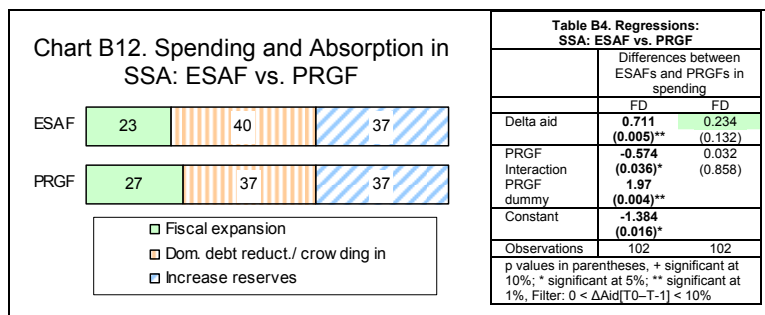 Chart B12. Spending and Absorption in
SSA: ESAF vs. PRGF
ESAF 23 40 37
PRGF 27 37 37
Fiscal expansion
Dom. debt reduct./ crowding in
Increase reserves
Table B4. Regressions:
SSA: ESAF vs. PRGF
Differences between
ESAFs and PRGFs in
spending
FD FD
Delta aid 0.711 0.234
(0.005)** (0.132)
PRGF -0.574 0.032
Interaction (0.036)* (0.858)
PRGF 1.97
dummy (0.004)**
Constant -1.384
(0.016)*
Observations 102 102
p values in parentheses, + significant at
10%; * significant at 5%; ** significant at
1%, Filter: 0 < ΔAid[T0–T-1] < 10%